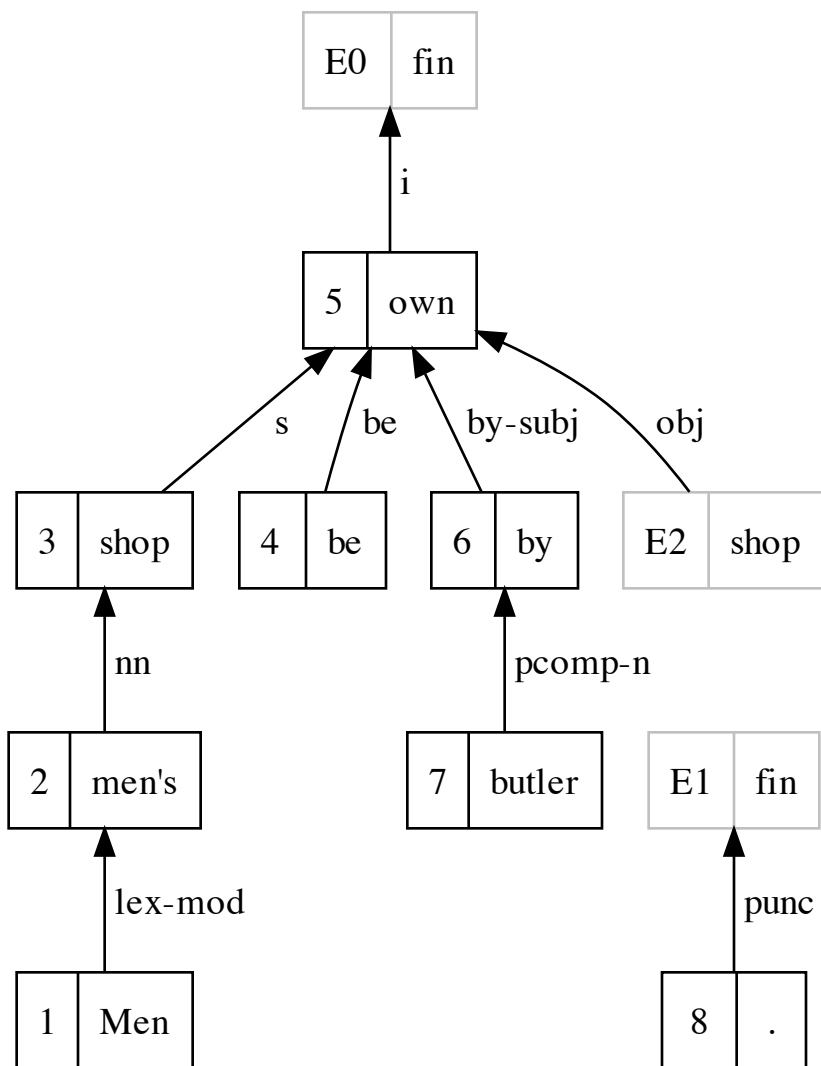 E0 fin
i
5 own
s be by-subj obj
3 shop 4 be 6 by E2 shop
nn pcomp-n
2 men's 7 butler E1 fin
lex-mod punc
1 Men 8 .